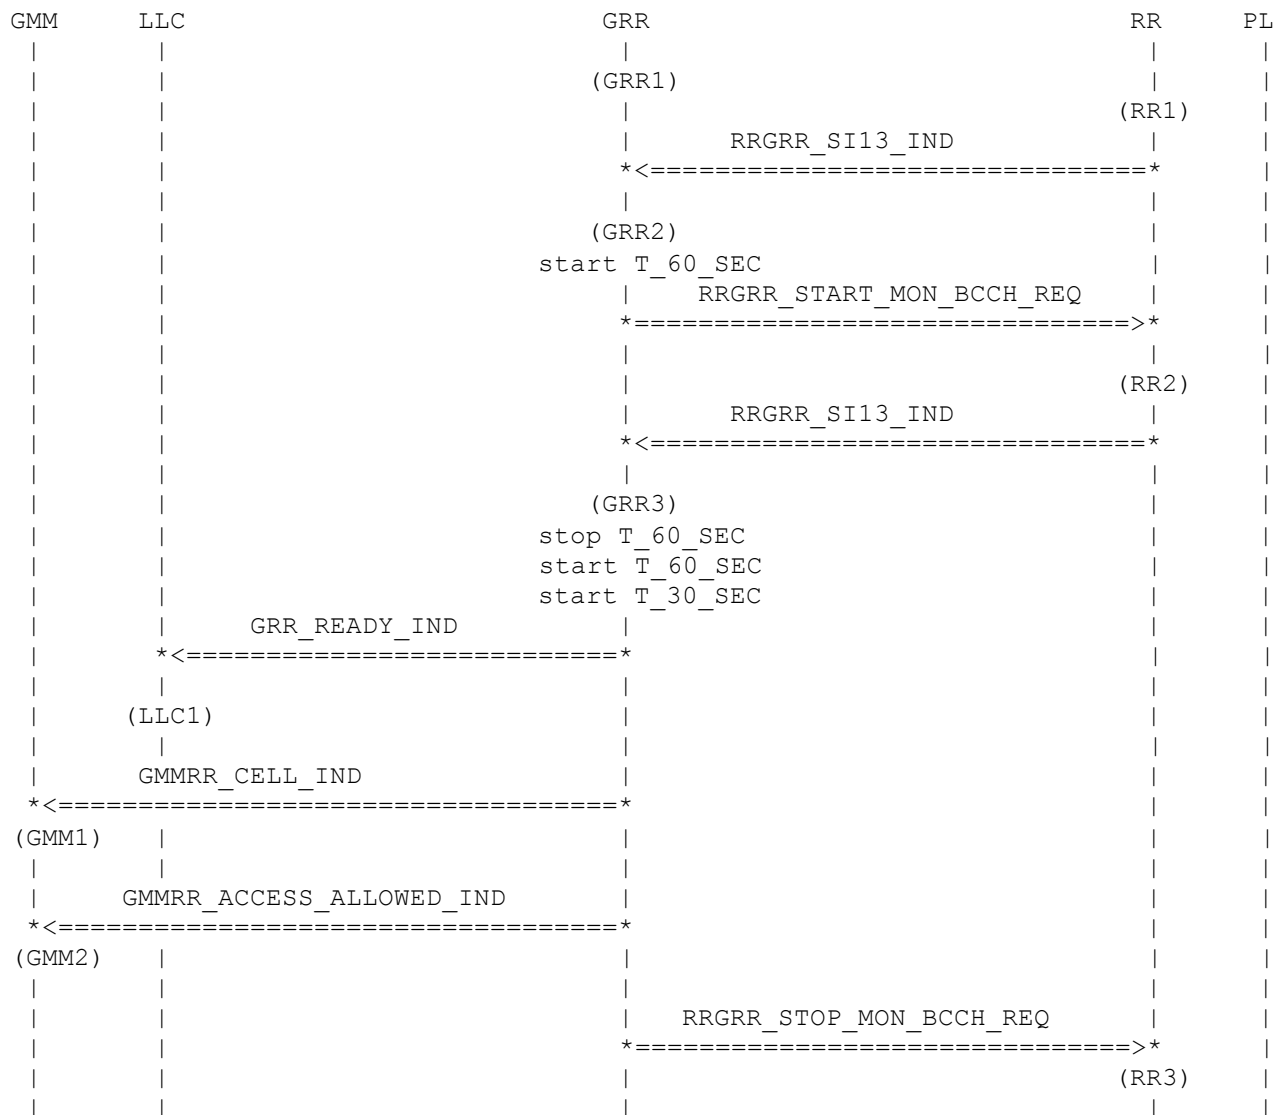 GMM LLC GRR RR PL
(GRR1)
(RR1)
RRGRR_SI13_IND
*<===============================*
(GRR2)
start T_60_SEC
RRGRR_START_MON_BCCH_REQ
*===============================>*
(RR2)
RRGRR_SI13_IND
*<===============================*
(GRR3)
stop T_60_SEC
start T_60_SEC
start T_30_SEC
GRR_READY_IND
*<===========================*
(LLC1)
GMMRR_CELL_IND
*<===================================*
(GMM1)
GMMRR_ACCESS_ALLOWED_IND
*<===================================*
(GMM2)
RRGRR_STOP_MON_BCCH_REQ
*===============================>*
(RR3)